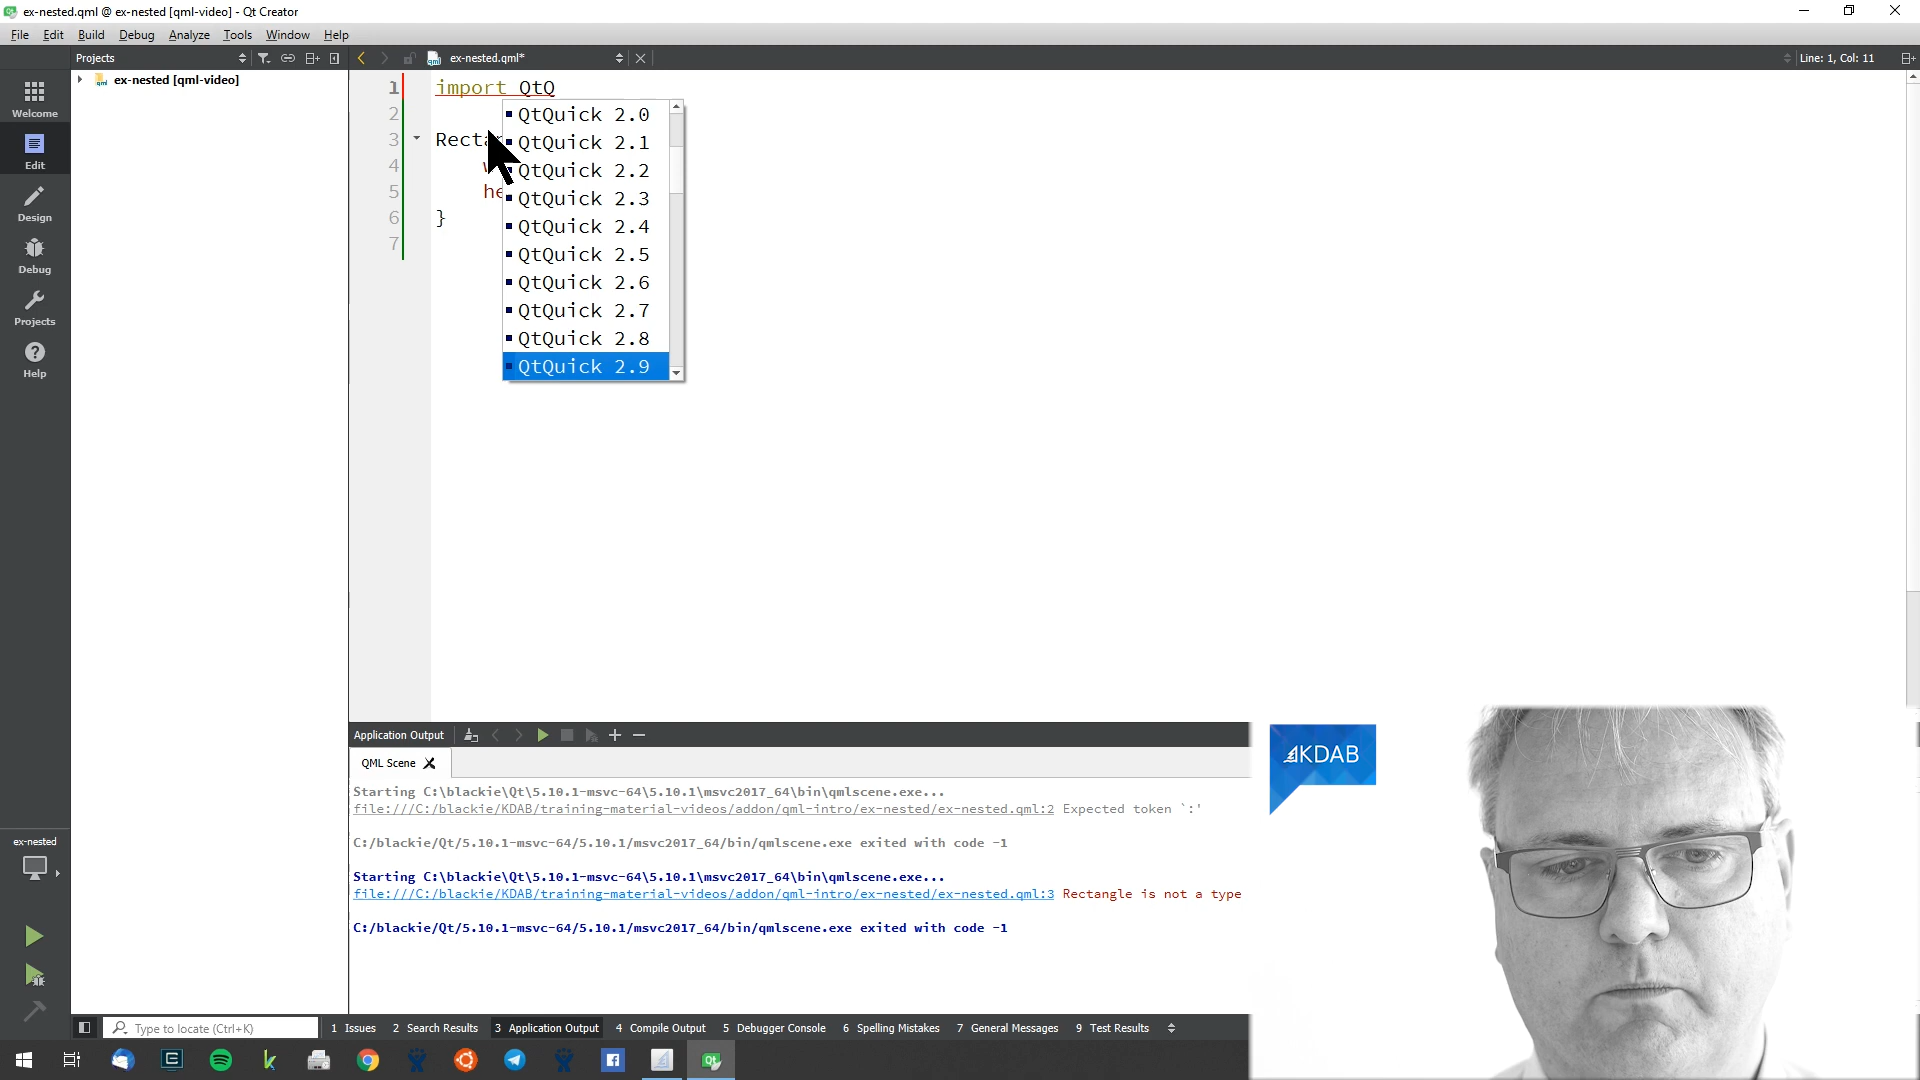 ex-nested.qml @ ex-nested [qml-video] - Qt Creator
File Edit Build Debug Analyze Tools Window Help
Projects
ex-nested.qml*
Line: 1, Col: 11
ex-nested [qml-video]
Welcome
Edit
Design
Debug
Projects
Help
1 import QtQ
2
3 Recta
4
5 he
6 }
7
QtQuick 2.0
QtQuick 2.1
QtQuick 2.2
QtQuick 2.3
QtQuick 2.4
QtQuick 2.5
QtQuick 2.6
QtQuick 2.7
QtQuick 2.8
QtQuick 2.9
Application Output
QML Scene
Starting C:\blackie\Qt\5.10.1-msvc-64\5.10.1\msvc2017_64\bin\qmlscene.exe...
file:///C:/blackie/KDAB/training-material-videos/addon/qml-intro/ex-nested/ex-nested.qml:2 Expected token `:'
C:/blackie/Qt/5.10.1-msvc-64/5.10.1/msvc2017_64/bin/qmlscene.exe exited with code -1
Starting C:\blackie\Qt\5.10.1-msvc-64\5.10.1\msvc2017_64\bin\qmlscene.exe...
file:///C:/blackie/KDAB/training-material-videos/addon/qml-intro/ex-nested/ex-nested.qml:3 Rectangle is not a type
C:/blackie/Qt/5.10.1-msvc-64/5.10.1/msvc2017_64/bin/qmlscene.exe exited with code -1
KDAB
ex-nested
Type to locate (Ctrl+K)
1 Issues 2 Search Results 3 Application Output 4 Compile Output 5 Debugger Console 6 Spelling Mistakes 7 General Messages 9 Test Results